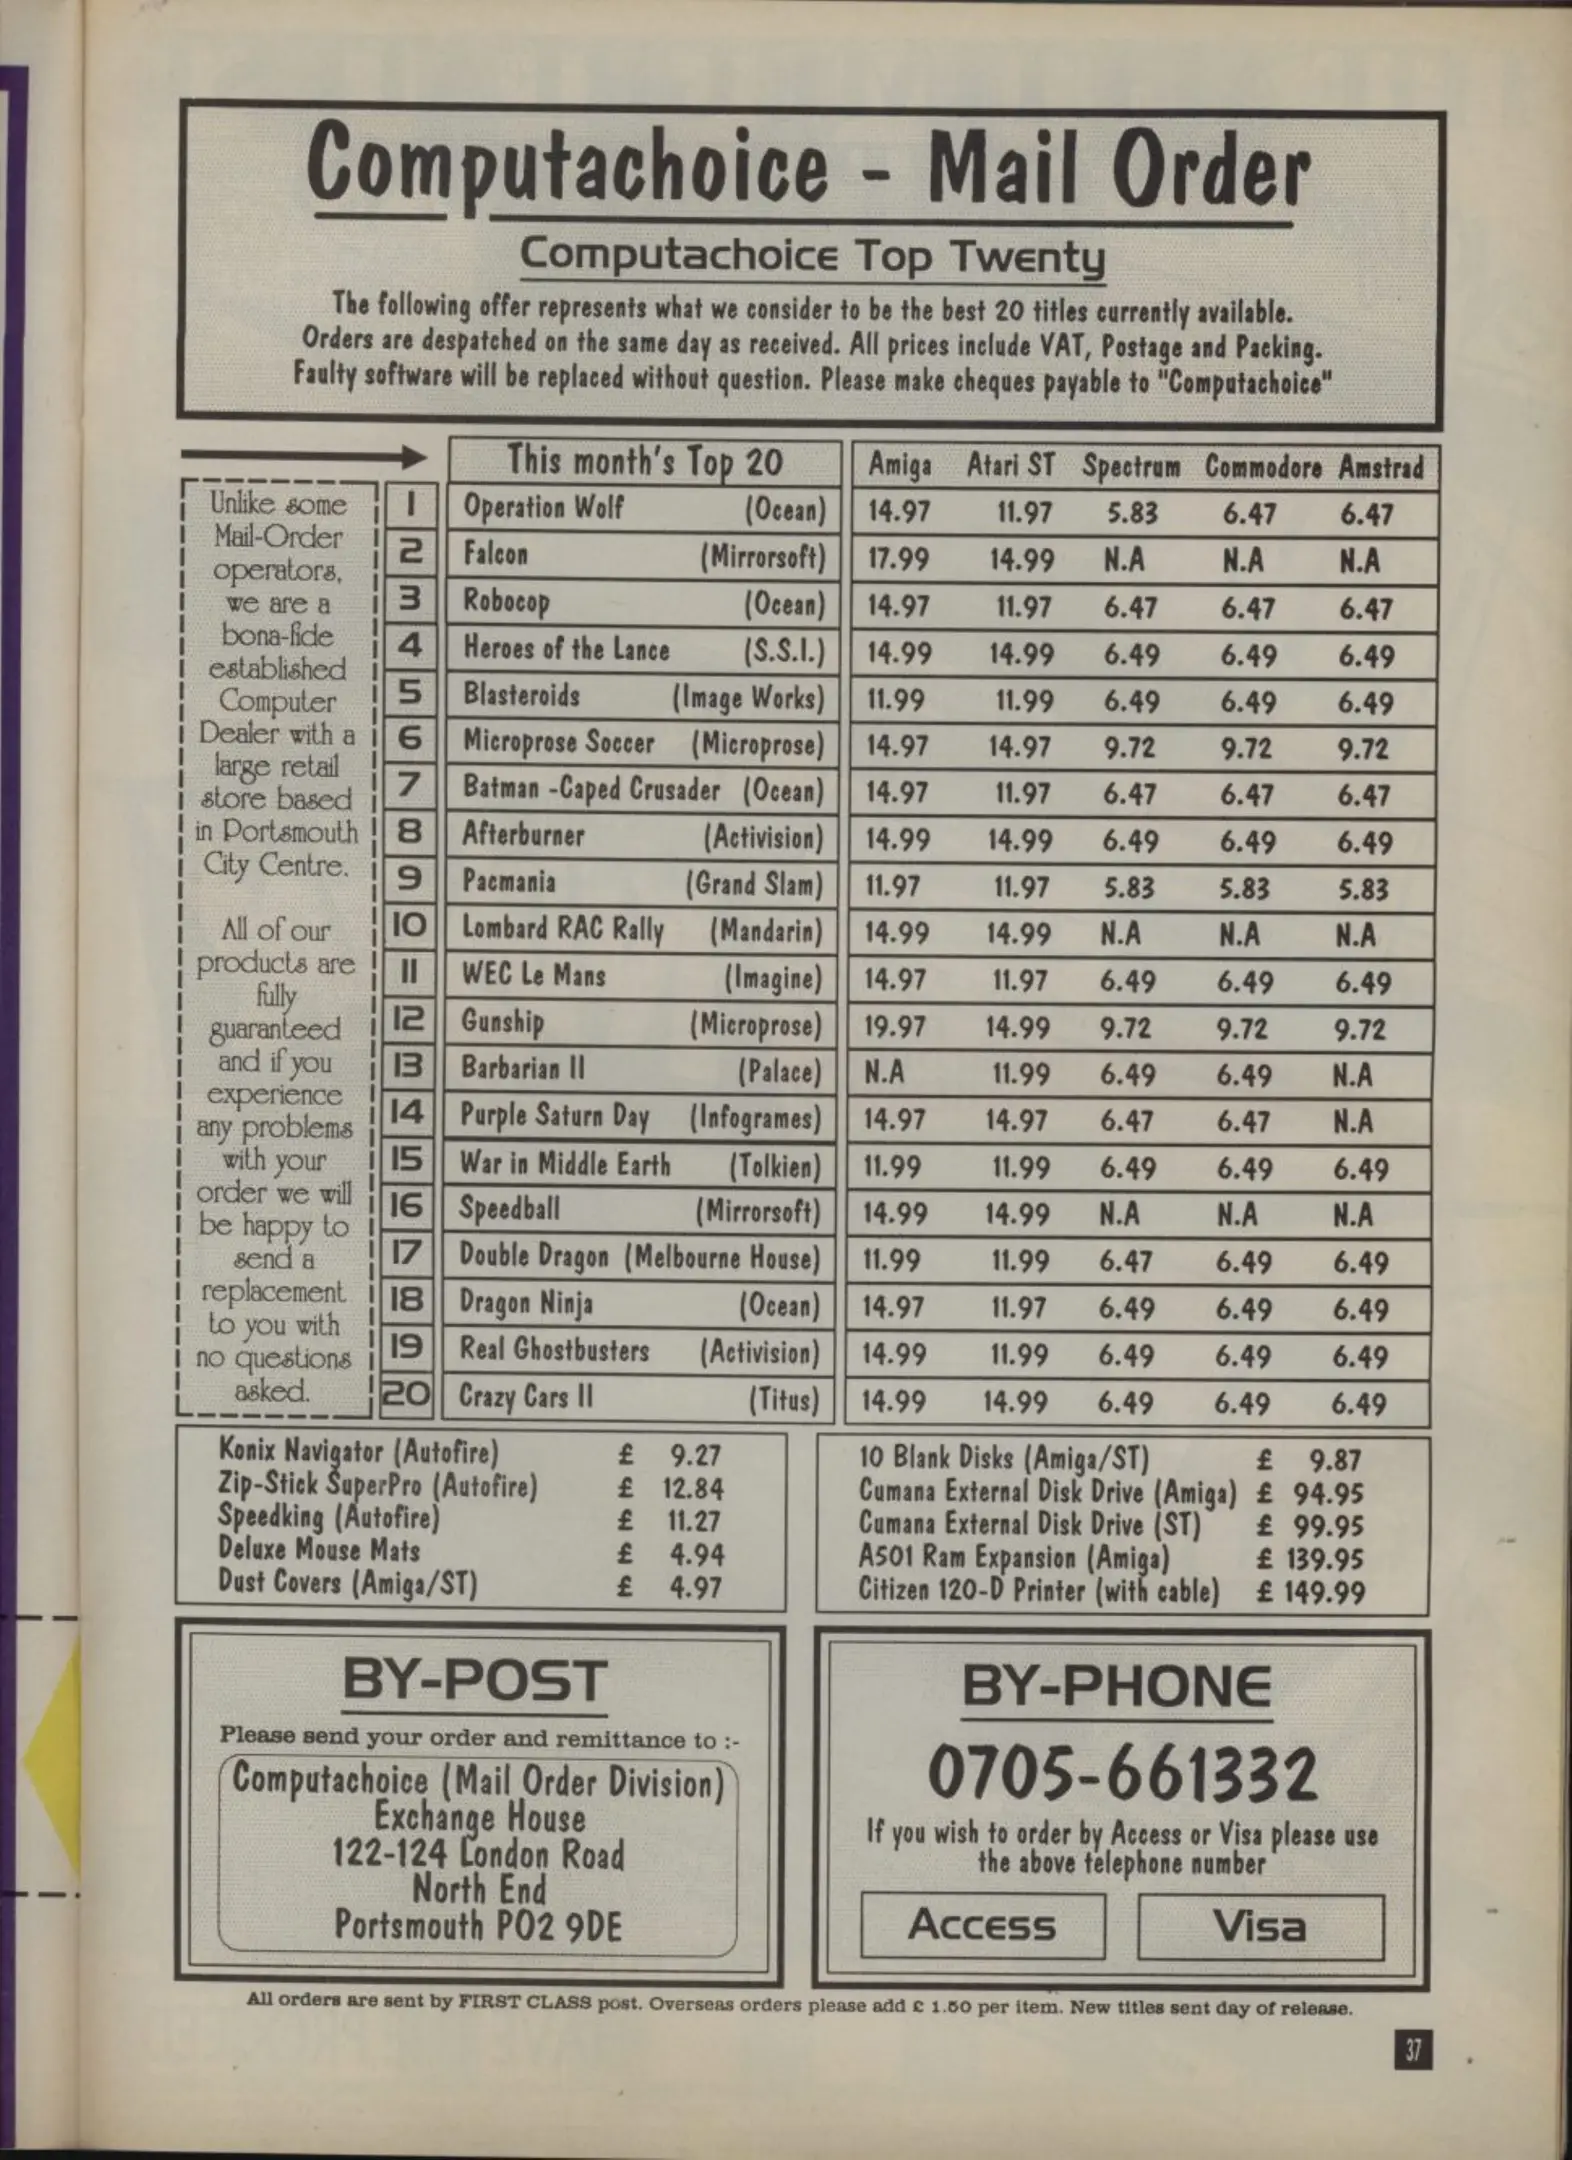 Computachoice - Mail Order
Computachoice Top Twenty
The following offer represents what we consider to be the best 20 titles currently available.
Orders are despatched on the same day as received. All prices include VAT, Postage and Packing.
Faulty software will be replaced without question. Please make cheques payable to "Computachoice"
Unlike some
Mail-Order
operators,
we are a
bona-fide
established
Computer
Dealer with a
large retail
store based
in Portsmouth
City Centre.
All of our
products are
fully
guaranteed
and if you
experience
any problems
with your
order we will
be happy to
send a
replacement
to you with
no questions
asked.
This month's Top 20 Amiga Atari ST Spectrum Commodore Amstrad
1 Operation Wolf (Ocean) 14.97 11.97 5.83 6.47 6.47
2 Falcon (Mirrorsoft) 17.99 14.99 N.A N.A N.A
3 Robocop (Ocean) 14.97 11.97 6.47 6.47 6.47
4 Heroes of the Lance (S.S.I.) 14.99 14.99 6.49 6.49 6.49
5 Blasteroids (Image Works) 11.99 11.99 6.49 6.49 6.49
6 Microprose Soccer (Microprose) 14.97 14.97 9.72 9.72 9.72
7 Batman -Caped Crusader (Ocean) 14.97 11.97 6.47 6.47 6.47
8 Afterburner (Activision) 14.99 14.99 6.49 6.49 6.49
9 Pacmania (Grand Slam) 11.97 11.97 5.83 5.83 5.83
10 Lombard RAC Rally (Mandarin) 14.99 14.99 N.A N.A N.A
11 WEC Le Mans (Imagine) 14.97 11.97 6.49 6.49 6.49
12 Gunship (Microprose) 19.97 14.99 9.72 9.72 9.72
13 Barbarian II (Palace) N.A 11.99 6.49 6.49 N.A
14 Purple Saturn Day (Infogrames) 14.97 14.97 6.47 6.47 N.A
15 War in Middle Earth (Tolkien) 11.99 11.99 6.49 6.49 6.49
16 Speedball (Mirrorsoft) 14.99 14.99 N.A N.A N.A
17 Double Dragon (Melbourne House) 11.99 11.99 6.47 6.49 6.49
18 Dragon Ninja (Ocean) 14.97 11.97 6.49 6.49 6.49
19 Real Ghostbusters (Activision) 14.99 11.99 6.49 6.49 6.49
20 Crazy Cars II (Titus) 14.99 14.99 6.49 6.49 6.49
Konix Navigator (Autofire) £ 9.27
Zip-Stick SuperPro (Autofire) £ 12.84
Speedking (Autofire) £ 11.27
Deluxe Mouse Mats £ 4.94
Dust Covers (Amiga/ST) £ 4.97
10 Blank Disks (Amiga/ST) £ 9.87
Cumana External Disk Drive (Amiga) £ 94.95
Cumana External Disk Drive (ST) £ 99.95
A501 Ram Expansion (Amiga) £ 139.95
Citizen 120-D Printer (with cable) £ 149.99
BY-POST
Please send your order and remittance to :-
Computachoice (Mail Order Division)
Exchange House
122-124 London Road
North End
Portsmouth PO2 9DE
BY-PHONE
0705-661332
If you wish to order by Access or Visa please use
the above telephone number
Access Visa
All orders are sent by FIRST CLASS post. Overseas orders please add £ 1.50 per item. New titles sent day of release.
37